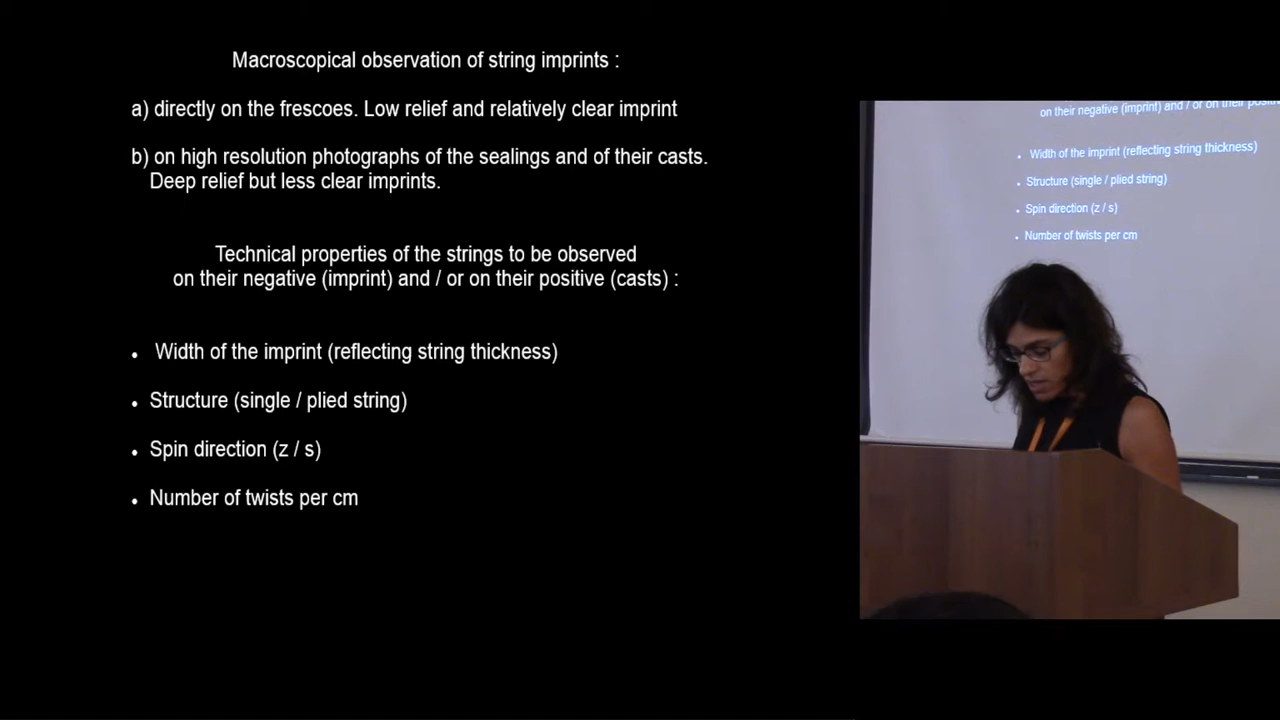 Macroscopical observation of string imprints :
a) directly on the frescoes. Low relief and relatively clear imprint
b) on high resolution photographs of the sealings and of their casts.
Deep relief but less clear imprints.
Technical properties of the strings to be observed
on their negative (imprint) and / or on their positive (casts) :
• Width of the imprint (reflecting string thickness)
• Structure (single / plied string)
• Spin direction (z / s)
• Number of twists per cm
on their negative (imprint) and / or on their
• Width of the imprint (reflecting string thickness)
• Structure (single / plied string)
• Spin direction (z / s)
• Number of twists per cm